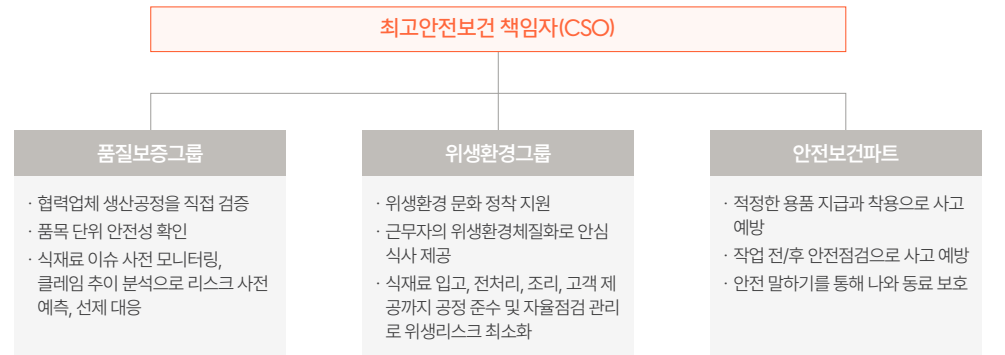 최고안전보건 책임자(CSO)
품질보증그룹
· 협력업체 생산공정을 직접 검증
· 품목 단위 안전성 확인
· 식재료 이슈 사전 모니터링,
클레임 추이 분석으로 리스크 사전
예측, 선제 대응
위생환경그룹
· 위생환경 문화 정착 지원
· 근무자의 위생환경체질화로 안심
식사 제공
· 식재료 입고, 전처리, 조리, 고객 제
공까지 공정 준수 및 자율점검 관리
로 위생리스크 최소화
안전보건파트
· 적정한 용품 지급과 착용으로 사고
예방
· 작업 전/후 안전점검으로 사고 예방
· 안전 말하기를 통해 나와 동료 보호